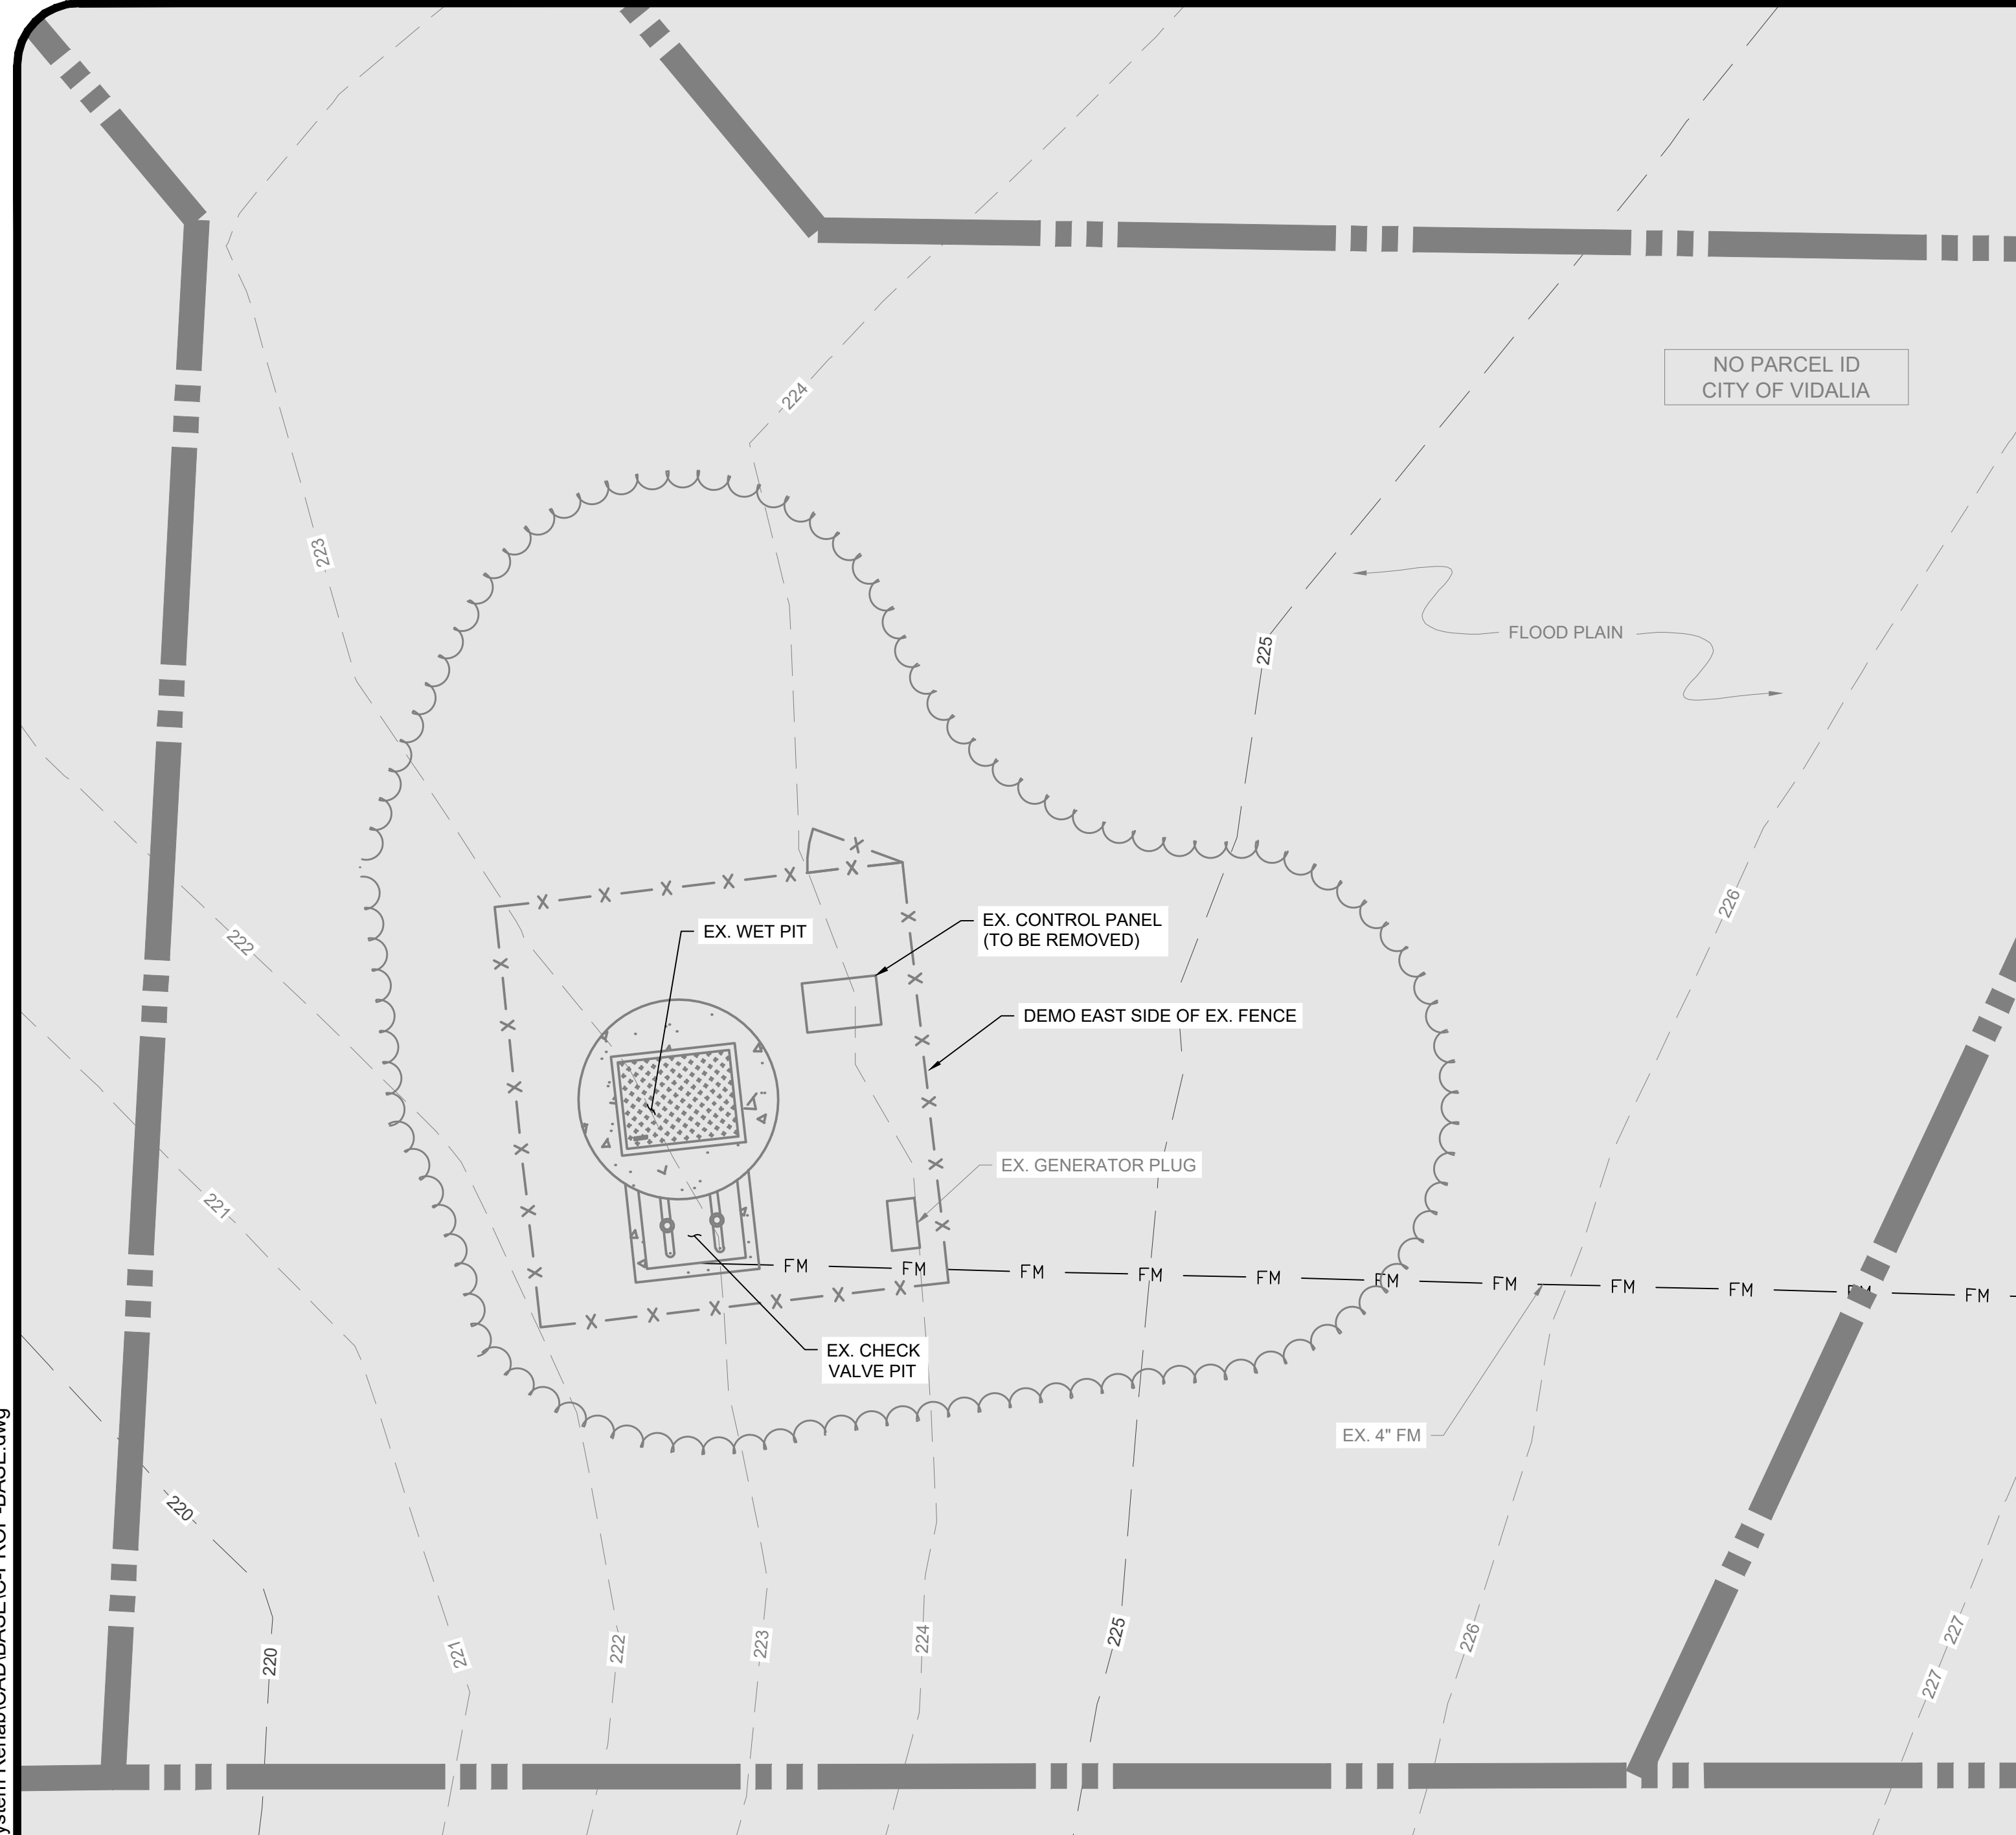 NO PARCEL ID
CITY OF VIDALIA
224
223
FLOOD PLAIN
225
226
EX. CONTROL PANEL
(TO BE REMOVED)
EX. WET PIT
222
DEMO EAST SIDE OF EX. FENCE
EX. GENERATOR PLUG
221
FM FM FM FM FM FM FM FM FM FM FM
EX. CHECK
VALVE PIT
EX. 4" FM
220
220
221
222
223
224
225
226
227
227